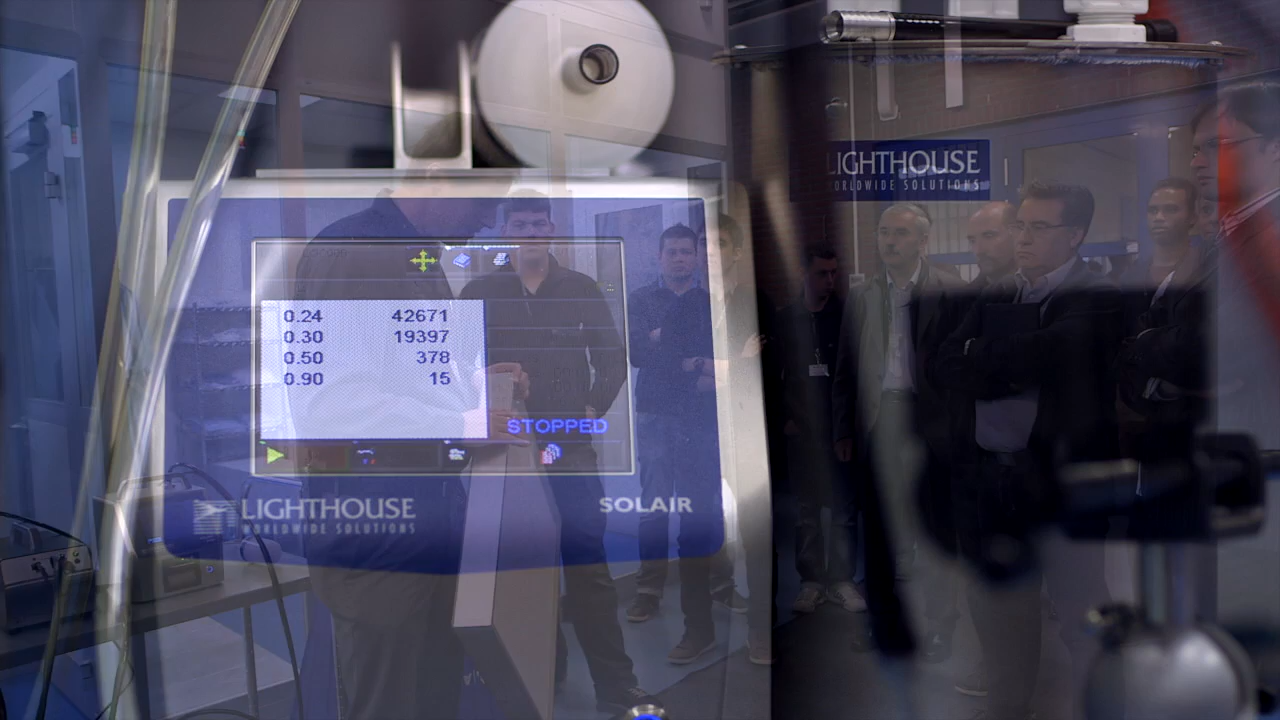 LIGHTHOUSE
WORLDWIDE SOLUTIONS
0.24 42671
0.30 19397
0.50 378
0.90 15
STOPPED
LIGHTHOUSE
WORLDWIDE SOLUTIONS
SOLAIR